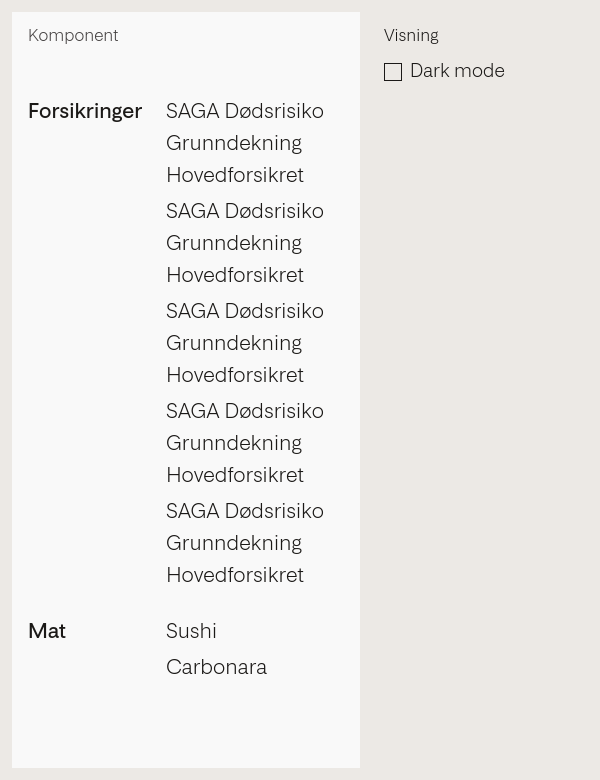 Komponent
Forsikringer SAGA Dødsrisiko
Grunndekning
Hovedforsikret
SAGA Dødsrisiko
Grunndekning
Hovedforsikret
SAGA Dødsrisiko
Grunndekning
Hovedforsikret
SAGA Dødsrisiko
Grunndekning
Hovedforsikret
SAGA Dødsrisiko
Grunndekning
Hovedforsikret
Mat Sushi
Carbonara
Visning
Dark mode